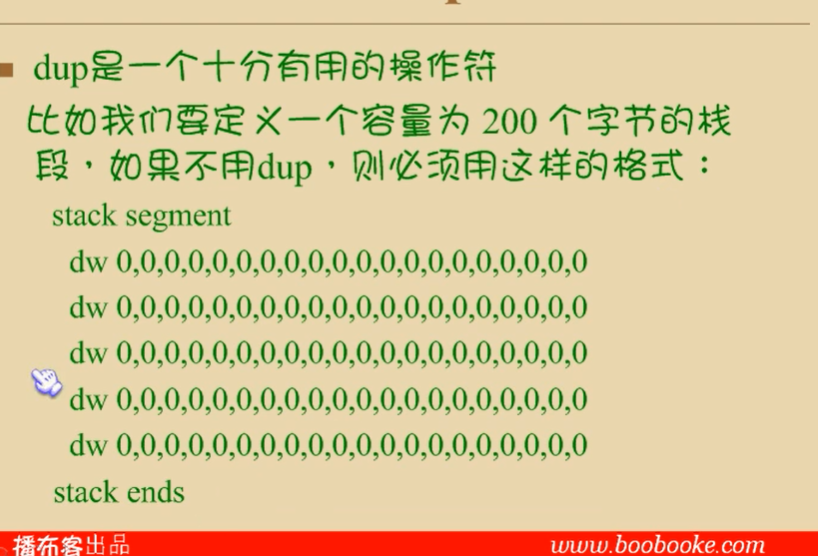 dup是一个十分有用的操作符
比如我们要定义一个容量为 200 个字节的栈
段，如果不用dup，则必须用这样的格式：
stack segment
dw 0,0,0,0,0,0,0,0,0,0,0,0,0,0,0,0,0,0,0,0
dw 0,0,0,0,0,0,0,0,0,0,0,0,0,0,0,0,0,0,0,0
dw 0,0,0,0,0,0,0,0,0,0,0,0,0,0,0,0,0,0,0,0
dw 0,0,0,0,0,0,0,0,0,0,0,0,0,0,0,0,0,0,0,0
dw 0,0,0,0,0,0,0,0,0,0,0,0,0,0,0,0,0,0,0,0
stack ends
播布客出品 www.boobooke.com